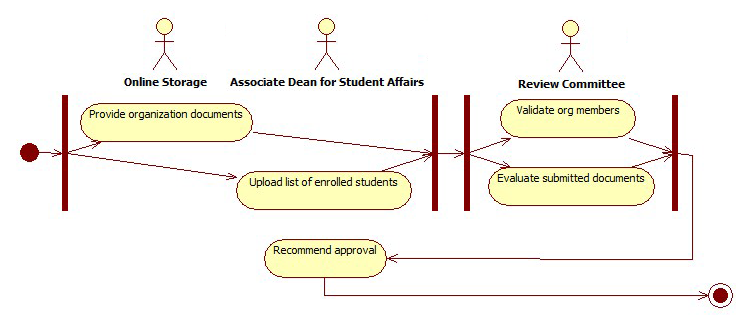 Online Storage
Associate Dean for Student Affairs
Review Committee
Provide organization documents
Validate org members
Upload list of enrolled students
Evaluate submitted documents
Recommend approval